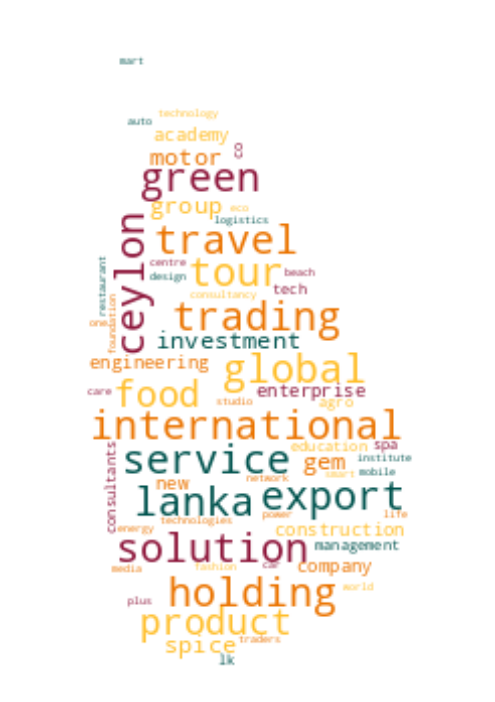 mart
technology
auto
academy
8
motor
green
group
eco
logistics
ceylon
travel
centre
tour
beach
design
restaurant
tech
consultancy
foundation
trading
one
investment
global
engineering
enterprise
care
food
studio
agro
international
education
spa
service
gem
institute
mobile
smart
consultants
network
new
lanka
export
power
life
technologies
energy
construction
solution
management
car
company
media
fashion
holding
world
plus
product
traders
spice
lk